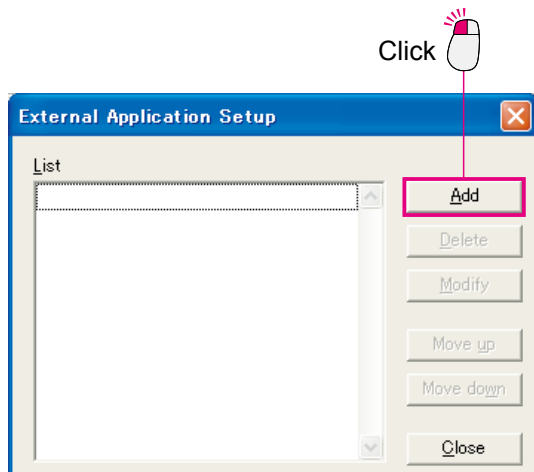 Click
External Application Setup
List
Add
Delete
Modify
Move up
Move down
Close